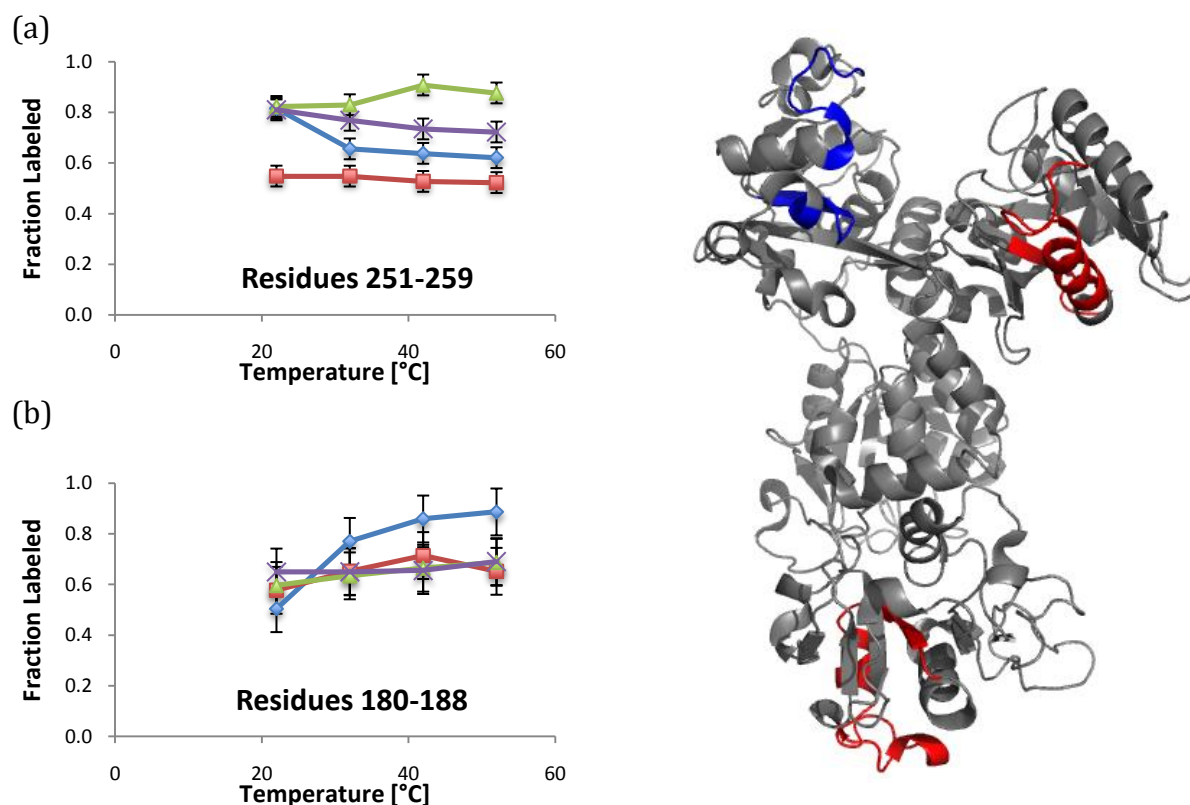 (a)
1.0
0.8
0.6
0.4
0.2
0.0
Fraction Labeled
Residues 251-259
0 20 40 60
Temperature [°C]
(b)
1.0
0.8
0.6
0.4
0.2
0.0
Fraction Labeled
Residues 180-188
0 20 40 60
Temperature [°C]